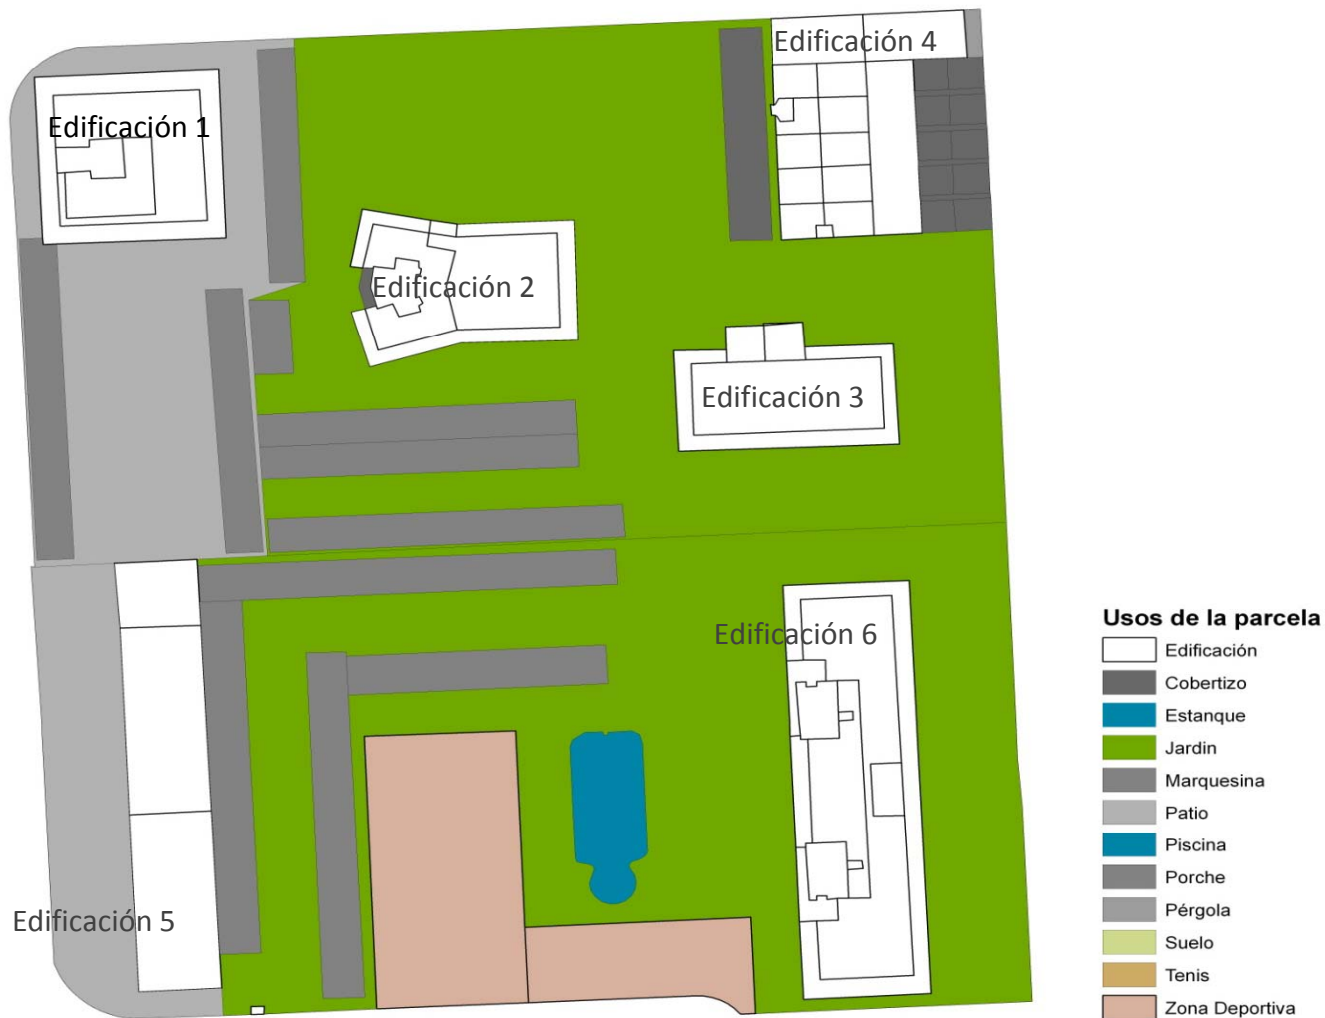 Edificación 4
Edificación 1
Edificación 2
Edificación 3
Edificación 6
Edificación 5
Usos de la parcela
Edificación
Cobertizo
Estanque
Jardin
Marquesina
Patio
Piscina
Porche
Pérgola
Suelo
Tenis
Zona Deportiva